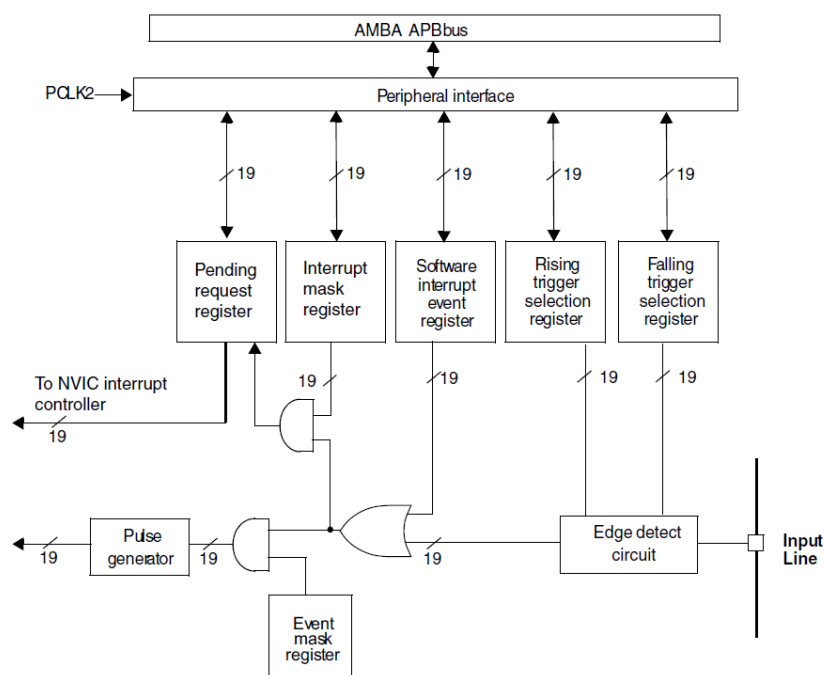 AMBA APBbus
PCLK2
Peripheral interface
19
19
19
19
19
Pending
request
register
Interrupt
mask
register
Software
interrupt
event
register
Rising
trigger
selection
register
Falling
trigger
selection
register
To NVIC interrupt
controller
19
19
19
19
19
Pulse
generator
19
19
19
Edge detect
circuit
Input
Line
Event
mask
register